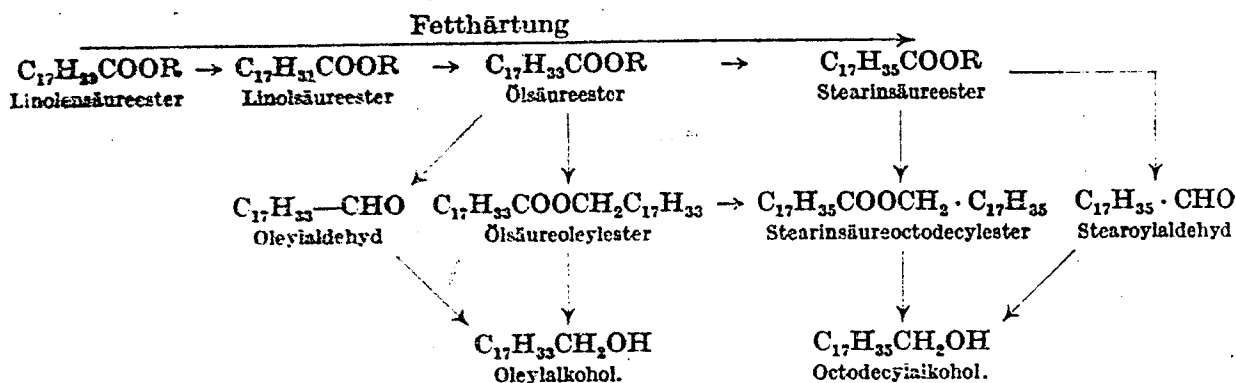 Fetthärtung
C₁₇H₂₉COOR → C₁₇H₃₁COOR → C₁₇H₃₃COOR → C₁₇H₃₅COOR
Linolensäureester Linolsäureester Ölsäureester Stearinsäureester
C₁₇H₃₃—CHO C₁₇H₃₃COOCH₂C₁₇H₃₃ → C₁₇H₃₅COOCH₂ · C₁₇H₃₅ C₁₇H₃₅ · CHO
Oleylaldehyd Ölsäureoleylester Stearinsäureoctodecylester Stearoylaldehyd
C₁₇H₃₃CH₂OH C₁₇H₃₅CH₂OH
Oleylalkohol. Octodecylalkohol.